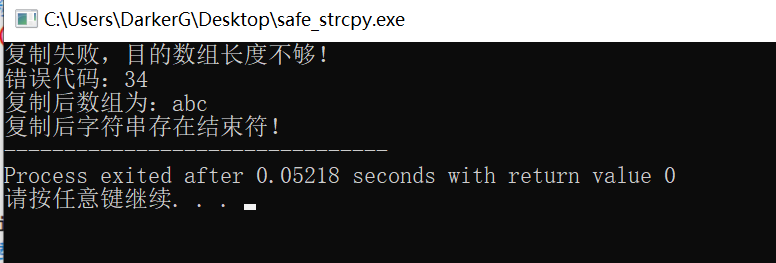 C:\Users\DarkerG\Desktop\safe_strcpy.exe
复制失败，目的数组长度不够！
错误代码：34
复制后数组为：abc
复制后字符串存在结束符！
--------------------------------
Process exited after 0.05218 seconds with return value 0
请按任意键继续. . .